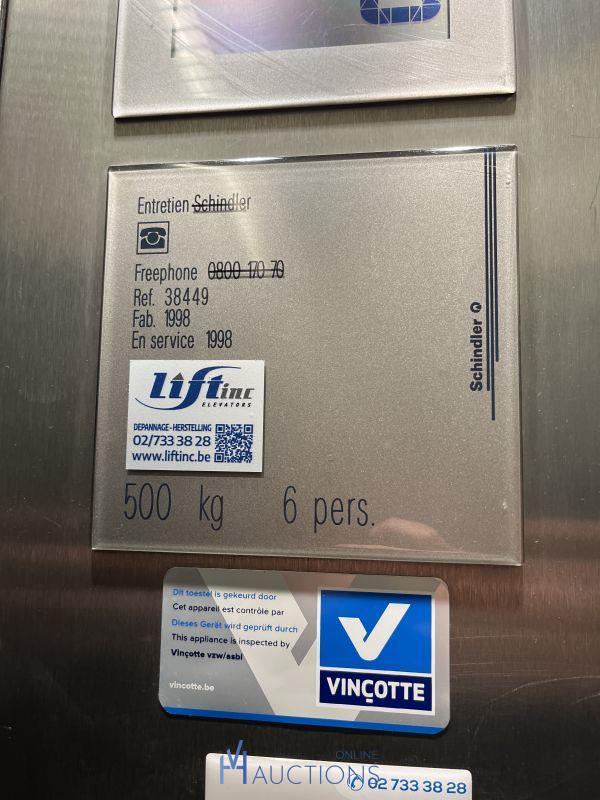 Entretien Schindler
Freephone 0800 170 70
Ref. 38449
Fab. 1998
En service 1998
Schindler
Lift inc
ELEVATORS
DEPANNAGE-HERSTELLING
02/733 38 28
www.liftinc.be
500 kg 6 pers.
Dit toestel is gekeurd door
Cet appareil est contrôle par
Dieses Gerät wird geprüft durch
This appliance is inspected by
Vinçotte vzw/asbl
vincotte.be
VINÇOTTE
ONLINE
AUCTIONS
02 733 38 28